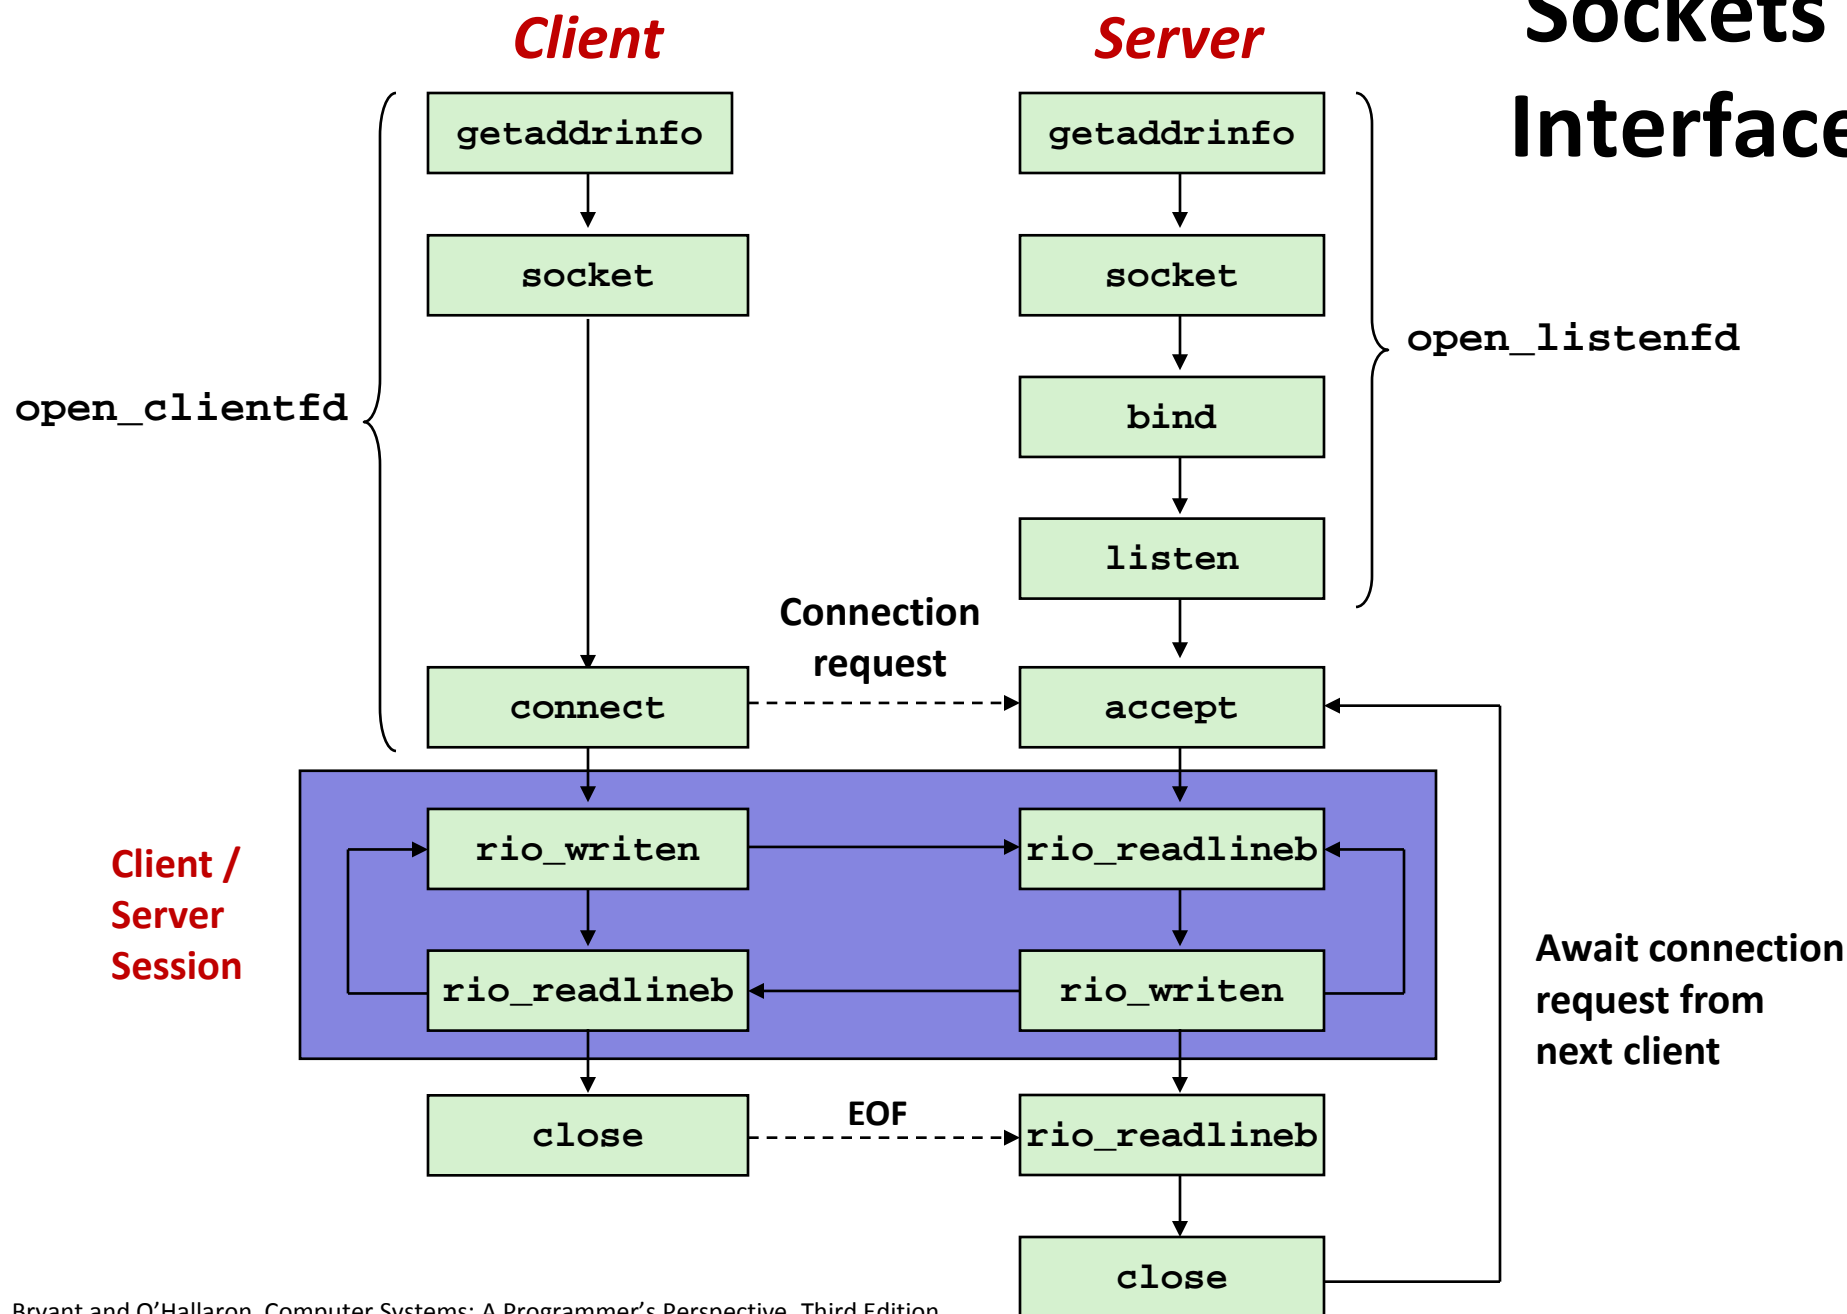 Sockets
Interface
Client
Server
getaddrinfo
getaddrinfo
socket
socket
open_listenfd
open_clientfd
bind
listen
Connection
request
connect
accept
Client /
Server
Session
rio_writen
rio_readlineb
rio_readlineb
rio_writen
Await connection
request from
next client
close
EOF
rio_readlineb
close
Bryant and O'Hallaron, Computer Systems: A Programmer's Perspective, Third Edition